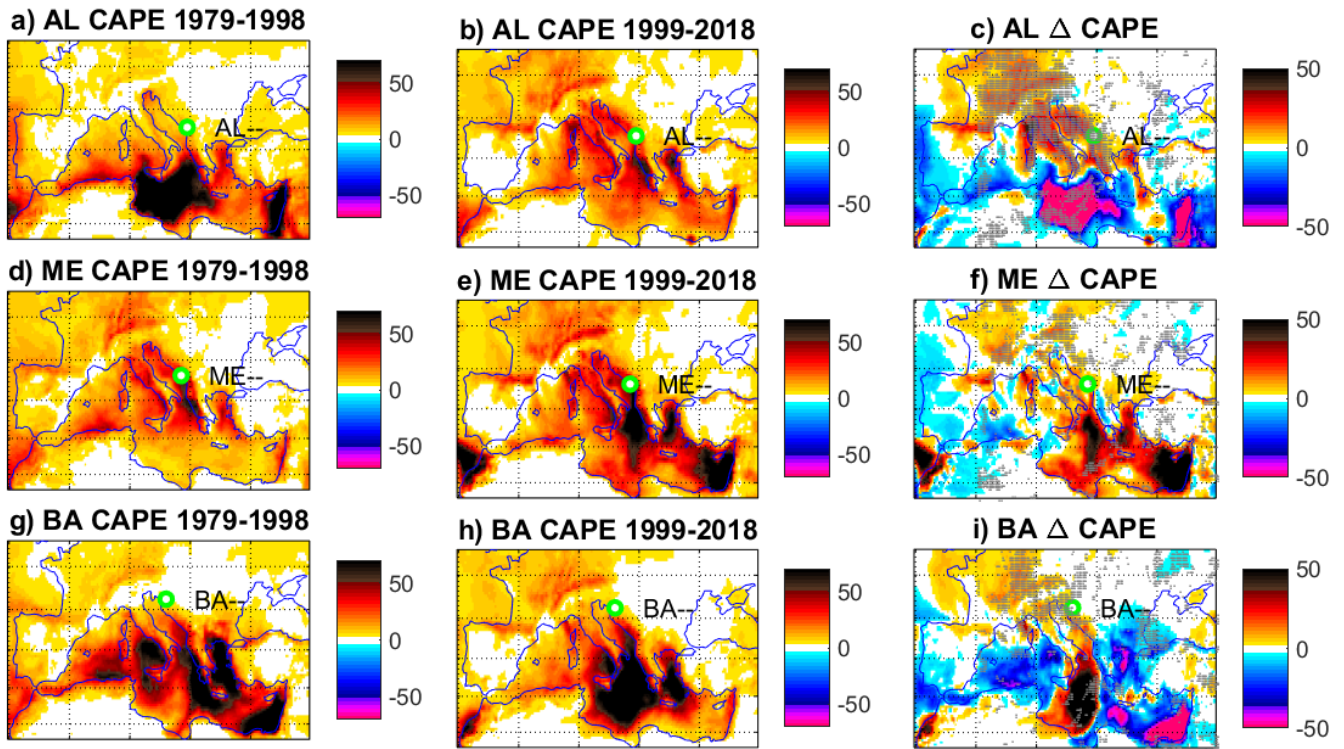 a) AL CAPE 1979-1998
50
0
-50
AL--
b) AL CAPE 1999-2018
50
0
-50
AL--
c) AL △ CAPE
50
0
-50
AL--
d) ME CAPE 1979-1998
50
0
-50
ME--
e) ME CAPE 1999-2018
50
0
-50
ME--
f) ME △ CAPE
50
0
-50
ME--
g) BA CAPE 1979-1998
50
0
-50
BA--
h) BA CAPE 1999-2018
50
0
-50
BA--
i) BA △ CAPE
50
0
-50
BA--